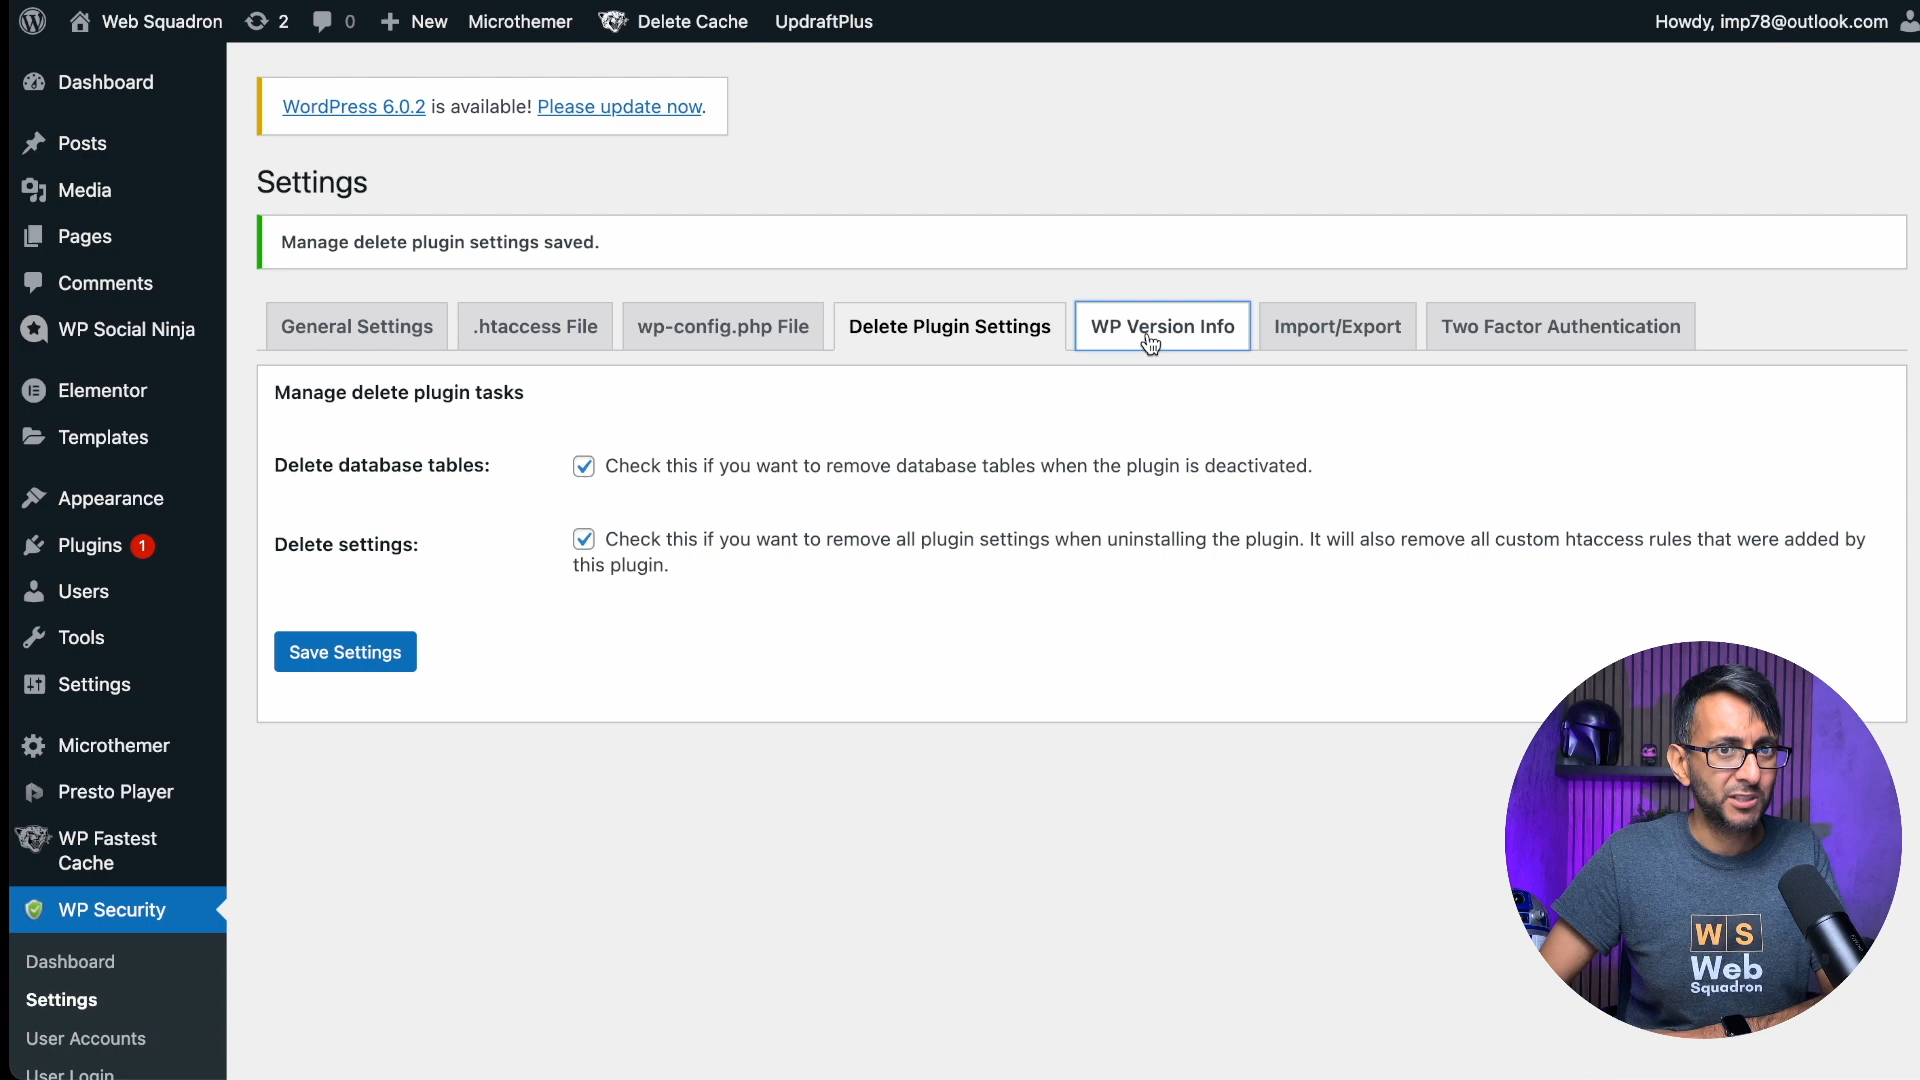 Web Squadron 2 0 New Microthemer Delete Cache UpdraftPlus Howdy, imp78@outlook.com
Dashboard
Posts
Media
Pages
Comments
WP Social Ninja
Elementor
Templates
Appearance
Plugins 1
Users
Tools
Settings
Microthemer
Presto Player
WP Fastest
Cache
WP Security
Dashboard
Settings
User Accounts
User Login
WordPress 6.0.2 is available! Please update now.
Settings
Manage delete plugin settings saved.
General Settings .htaccess File wp-config.php File Delete Plugin Settings WP Version Info Import/Export Two Factor Authentication
Manage delete plugin tasks
Delete database tables: Check this if you want to remove database tables when the plugin is deactivated.
Delete settings: Check this if you want to remove all plugin settings when uninstalling the plugin. It will also remove all custom htaccess rules that were added by
this plugin.
Save Settings
W S
Web
Squadron